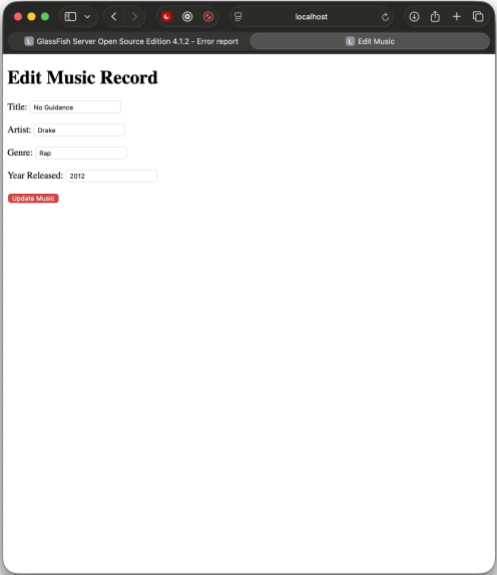 localhost
L GlassFish Server Open Source Edition 4.1.2 - Error report
L Edit Music
Edit Music Record
Title: No Guidance
Artist: Drake
Genre: Rap
Year Released: 2012
Update Music